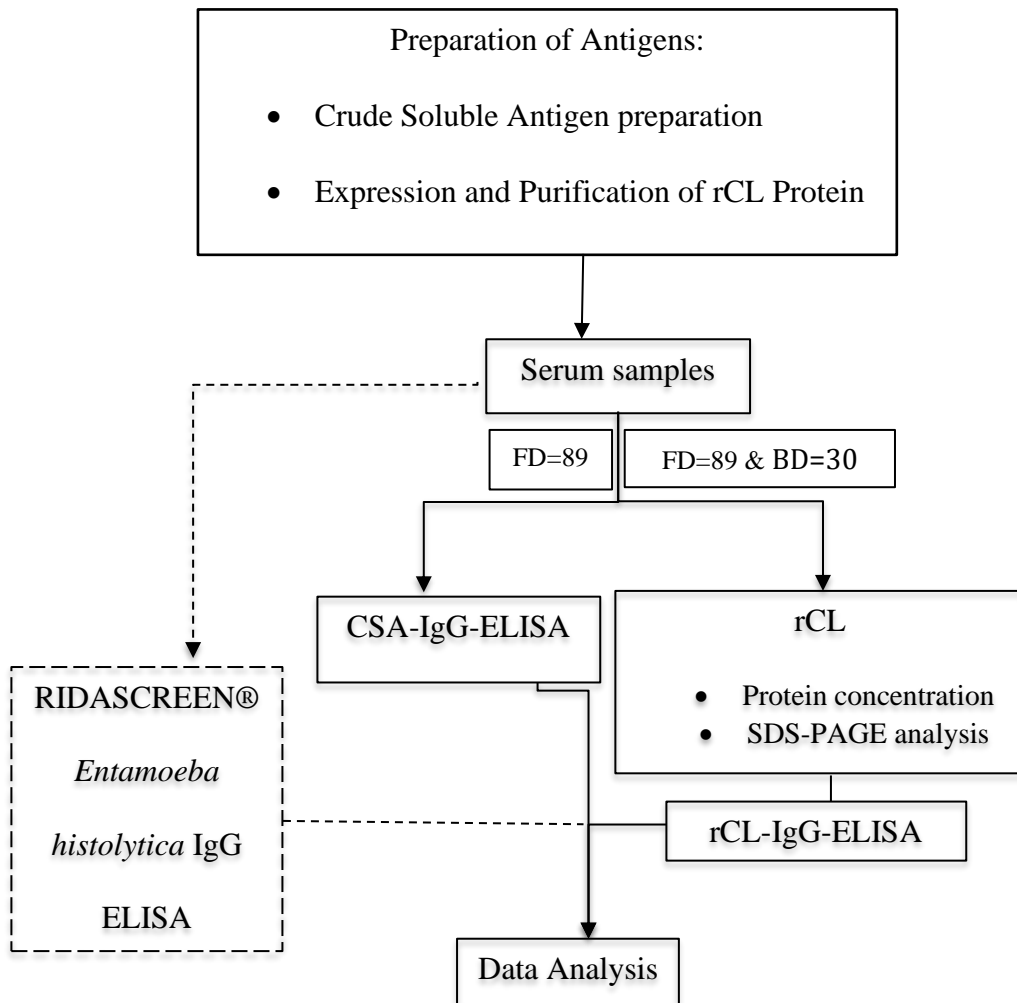 Preparation of Antigens:
• Crude Soluble Antigen preparation
• Expression and Purification of rCL Protein
Serum samples
FD=89
FD=89 & BD=30
CSA-IgG-ELISA
rCL
• Protein concentration
• SDS-PAGE analysis
RIDASCREEN®
Entamoeba
histolytica IgG
ELISA
rCL-IgG-ELISA
Data Analysis